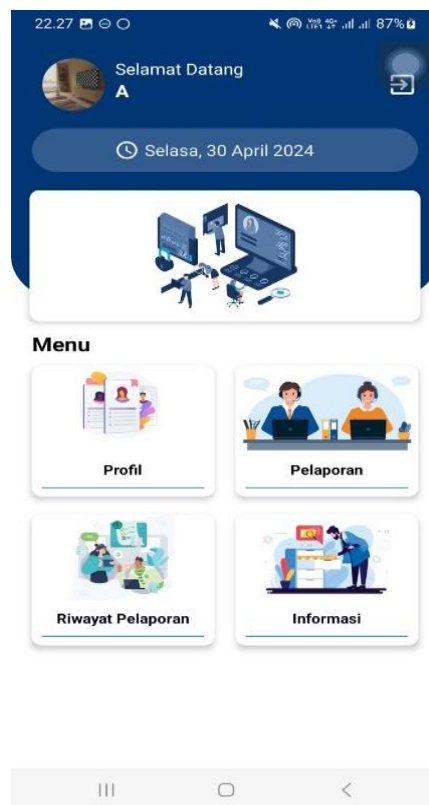 22.27 87%
Selamat Datang
A
Selasa, 30 April 2024
Menu
Profil
Pelaporan
Riwayat Pelaporan
Informasi